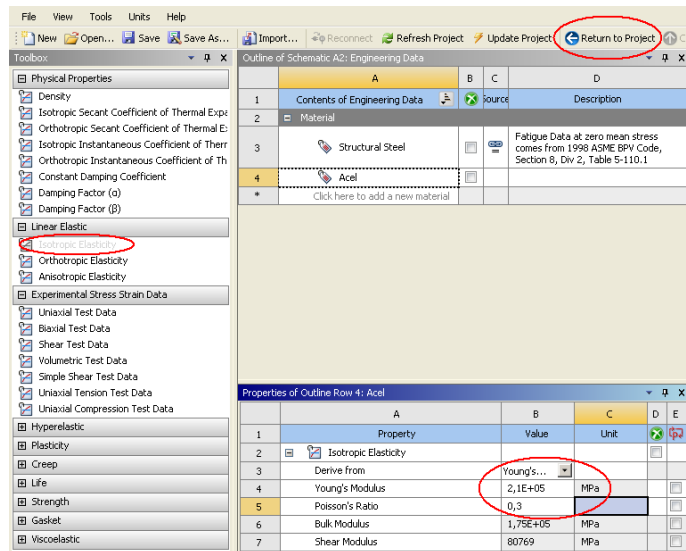 File View Tools Units Help
New Open... Save Save As... Import... Reconnect Refresh Project Update Project Return to Project C
Toolbox
Physical Properties
Density
Isotropic Secant Coefficient of Thermal Expa
Orthotropic Secant Coefficient of Thermal E
Isotropic Instantaneous Coefficient of Therr
Orthotropic Instantaneous Coefficient of Th
Constant Damping Coefficient
Damping Factor (α)
Damping Factor (β)
Linear Elastic
Isotropic Elasticity
Orthotropic Elasticity
Anisotropic Elasticity
Experimental Stress Strain Data
Uniaxial Test Data
Biaxial Test Data
Shear Test Data
Volumetric Test Data
Simple Shear Test Data
Uniaxial Tension Test Data
Uniaxial Compression Test Data
Hyperelastic
Plasticity
Creep
Life
Strength
Gasket
Viscoelastic
Outline of Schematic A2: Engineering Data
A B C D
1 Contents of Engineering Data Source Description
2 Material
3 Structural Steel Fatigue Data at zero mean stress
comes from 1998 ASME BPV Code,
Section 8, Div 2, Table 5-110.1
4 Acel
* Click here to add a new material
Properties of Outline Row 4: Acel
A B C D E
1 Property Value Unit
2 Isotropic Elasticity
3 Derive from Young's...
4 Young's Modulus 2,1E+05 MPa
5 Poisson's Ratio 0,3
6 Bulk Modulus 1,75E+05 MPa
7 Shear Modulus 80769 MPa